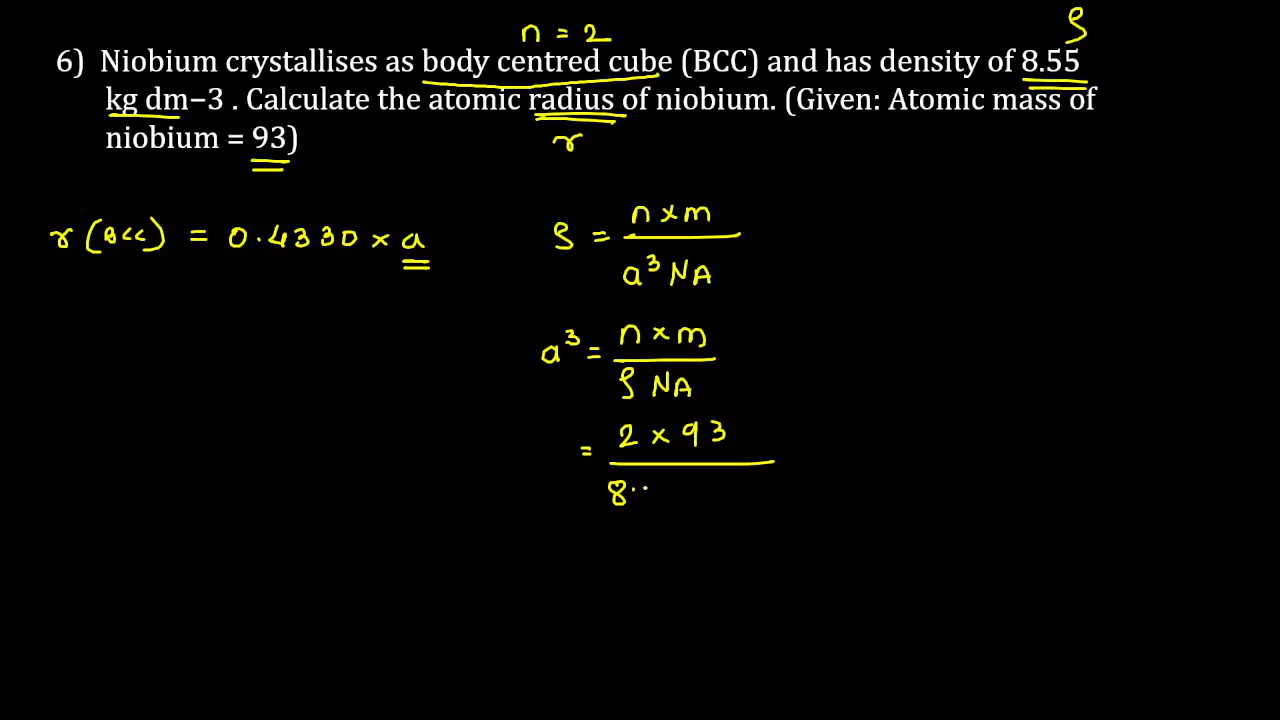 n = 2
ρ
6) Niobium crystallises as body centred cube (BCC) and has density of 8.55
kg dm−3 . Calculate the atomic radius of niobium. (Given: Atomic mass of
niobium = 93)
r
r (BCC) = 0.4330 × a
ρ = n × m / a³ NA
a³ = n × m / ρ NA
= 2 × 93 / 8..